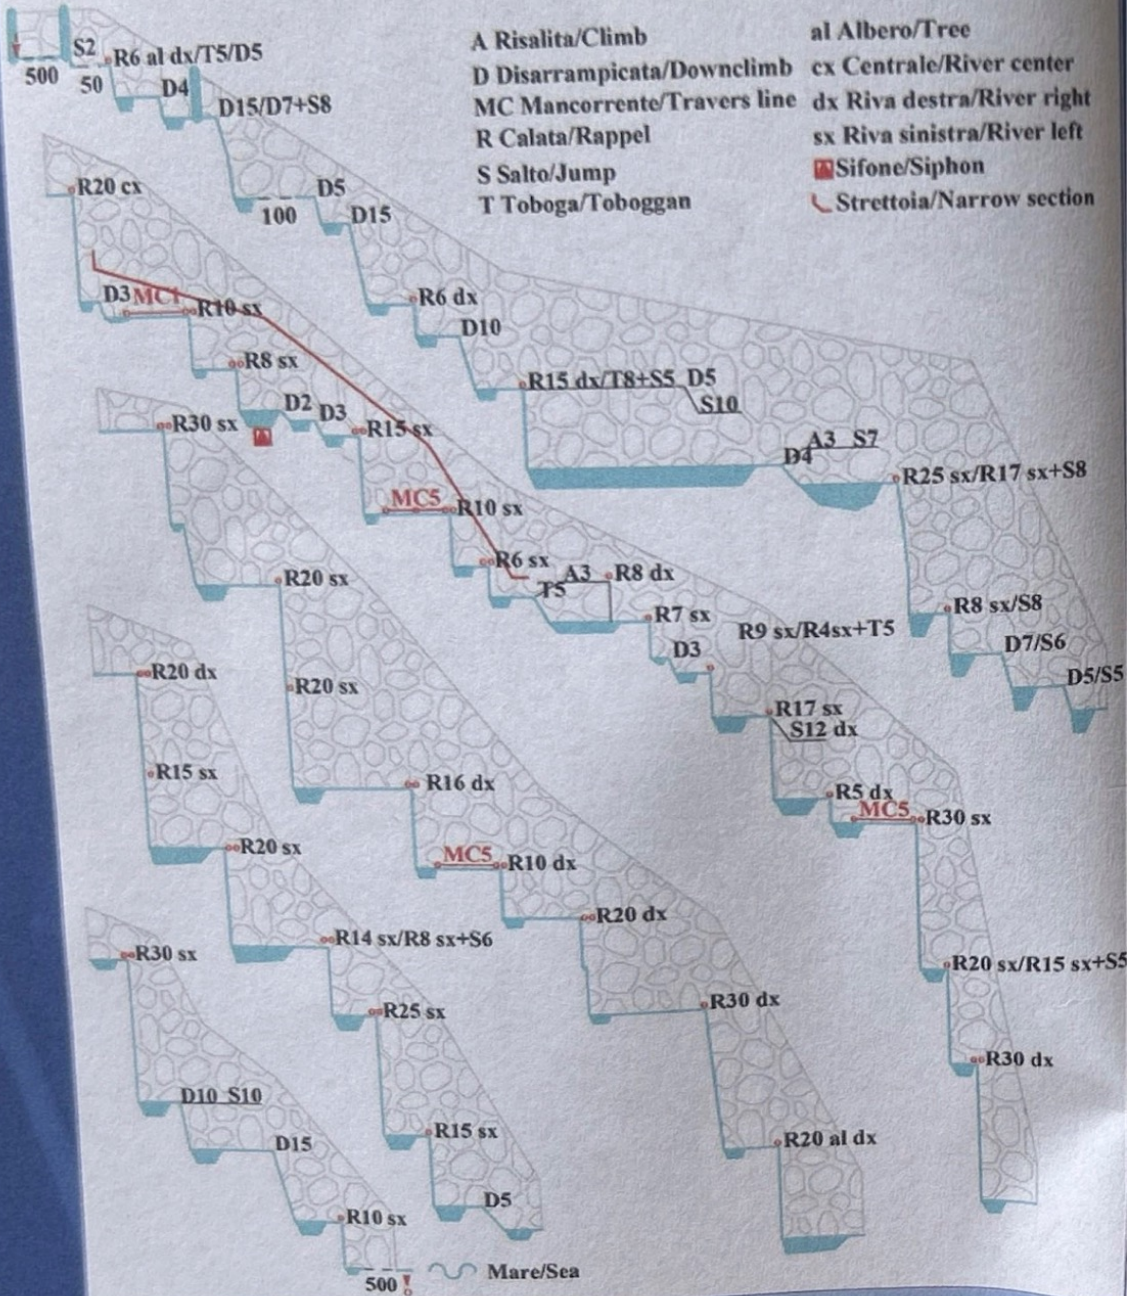 A Risalita/Climb
D Disarrampicata/Downclimb
MC Mancorrente/Travers line
R Calata/Rappel
S Salto/Jump
T Toboga/Toboggan
al Albero/Tree
cx Centrale/River center
dx Riva destra/River right
sx Riva sinistra/River left
Sifone/Siphon
Strettoia/Narrow section
500
S2
50
R6 al dx/T5/D5
D4
D15/D7+S8
100
D5
D15
R6 dx
D10
R15 dx/T8+S5
D5
S10
D4
A3
S7
R25 sx/R17 sx+S8
R8 sx/S8
D7/S6
D5/S5
R20 cx
D3
MC1
R10 sx
R8 sx
D2
D3
R15 sx
MC5
R10 sx
R6 sx
T5
A3
R8 dx
R7 sx
D3
R9 sx/R4sx+T5
R17 sx
S12 dx
R5 dx
MC5
R30 sx
R20 sx/R15 sx+S5
R30 dx
R30 sx
R20 sx
R20 sx
R16 dx
MC5
R10 dx
R20 dx
R30 dx
R20 al dx
R20 dx
R15 sx
R20 sx
R14 sx/R8 sx+S6
R25 sx
R15 sx
D5
R30 sx
D10 S10
D15
R10 sx
500
Mare/Sea